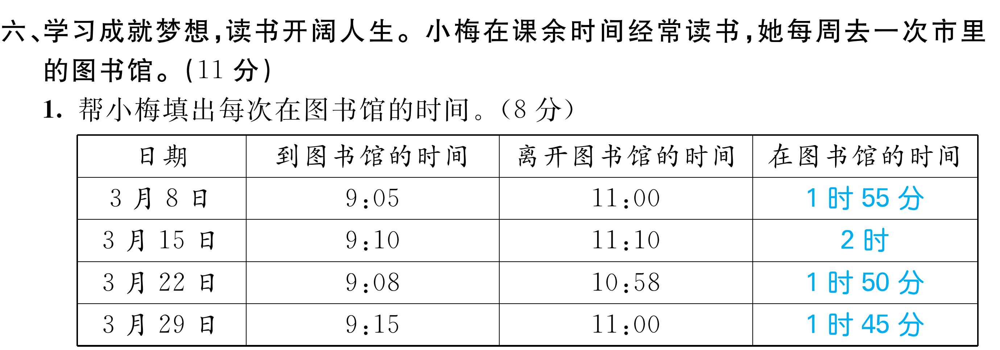 六、学习成就梦想,读书开阔人生。小梅在课余时间经常读书,她每周去一次市里
的图书馆。(11 分)
1. 帮小梅填出每次在图书馆的时间。(8 分)
日期 到图书馆的时间 离开图书馆的时间 在图书馆的时间
3 月 8 日 9:05 11:00 1 时 55 分
3 月 15 日 9:10 11:10 2 时
3 月 22 日 9:08 10:58 1 时 50 分
3 月 29 日 9:15 11:00 1 时 45 分